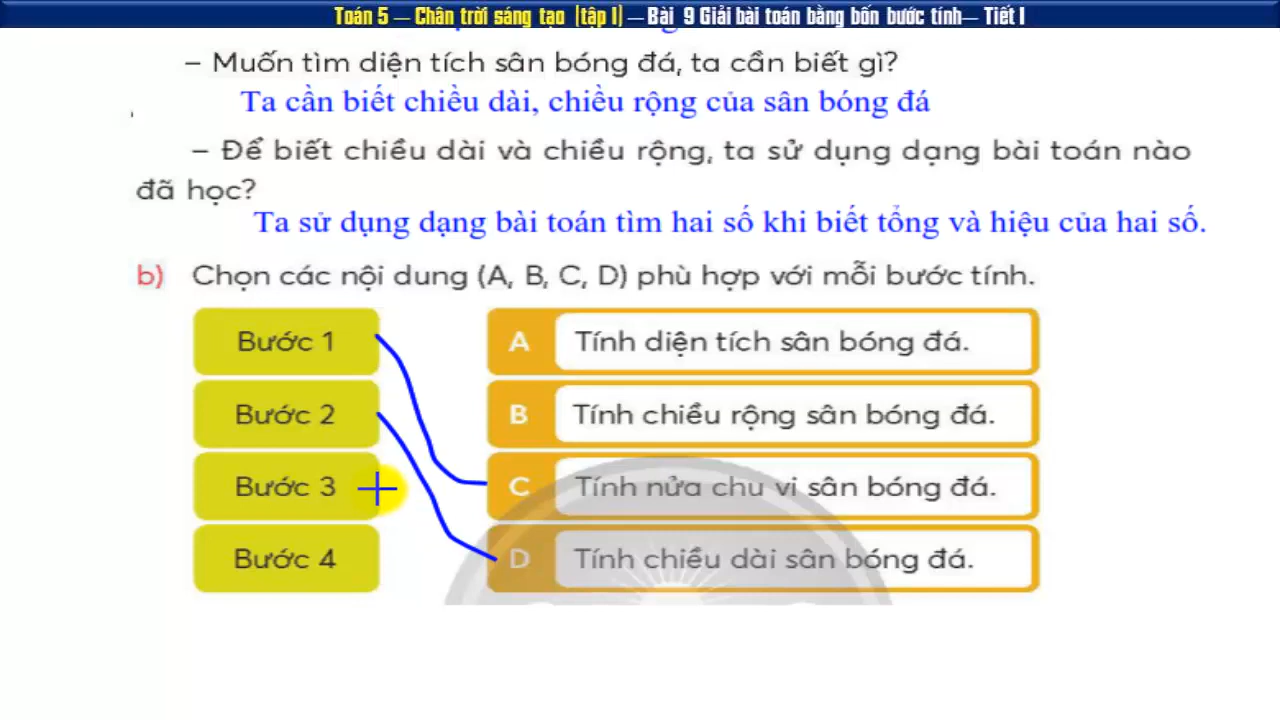 Toán 5 – Chân trời sáng tạo (tập 1) – Bài 9 Giải bài toán bằng bốn bước tính– Tiết 1
– Muốn tìm diện tích sân bóng đá, ta cần biết gì?
Ta cần biết chiều dài, chiều rộng của sân bóng đá
– Để biết chiều dài và chiều rộng, ta sử dụng dạng bài toán nào
đã học?
Ta sử dụng dạng bài toán tìm hai số khi biết tổng và hiệu của hai số.
b) Chọn các nội dung (A, B, C, D) phù hợp với mỗi bước tính.
Bước 1 A Tính diện tích sân bóng đá.
Bước 2 B Tính chiều rộng sân bóng đá.
Bước 3 C Tính nửa chu vi sân bóng đá.
Bước 4 D Tính chiều dài sân bóng đá.